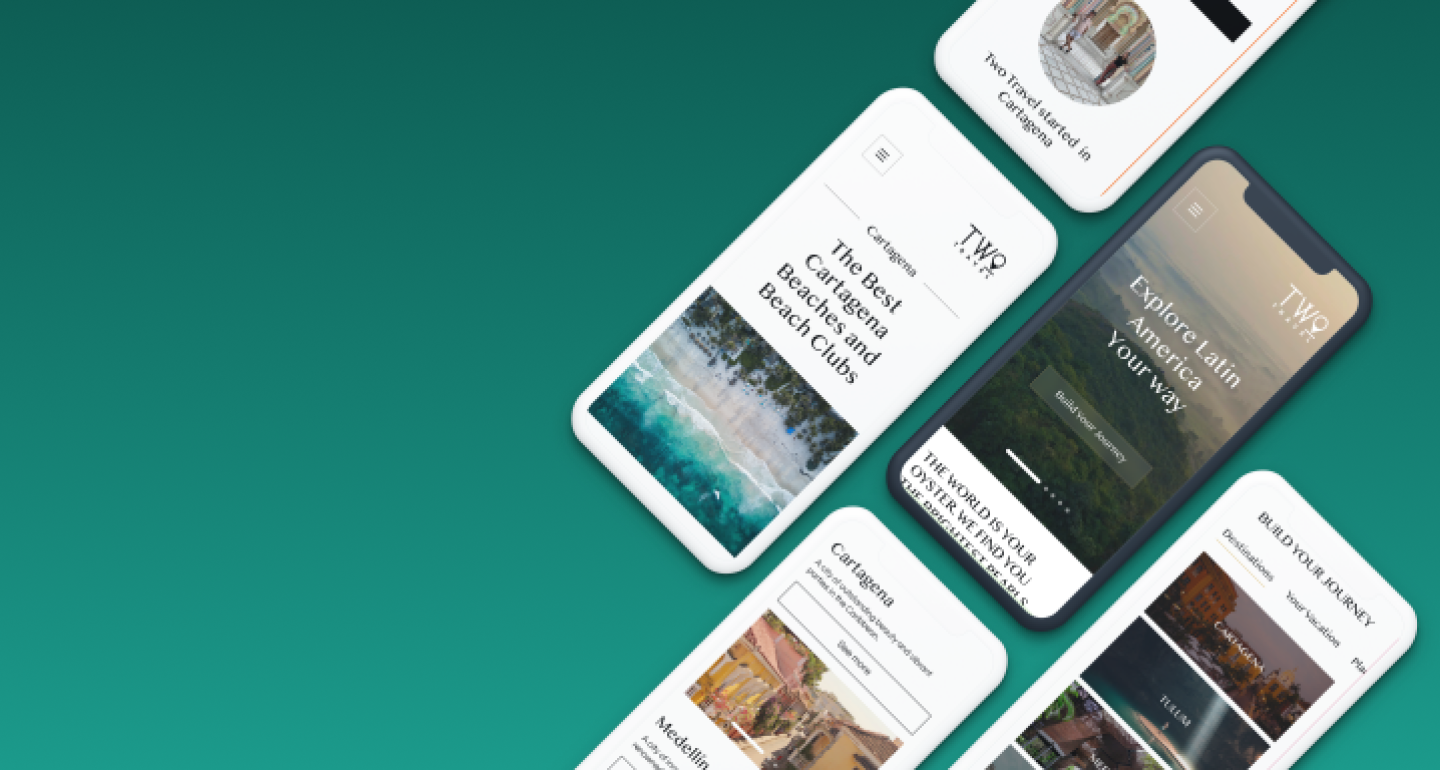 Two Travel started in
Cartagena
TWO
TRAVEL
Cartagena
The Best
Cartagena
Beaches and
Beach Clubs
TWO
TRAVEL
Explore Latin
America
Your way
Build Your Journey
THE WORLD IS YOUR
OYSTER. WE FIND YOU
THE BRIGHTEST PEARLS
Cartagena
A city of outstanding beauty and vibrant
parties in the Caribbean.
See more
Medellin
A city of
BUILD YOUR JOURNEY
Destinations
Your Vacation
CARTAGENA
TULUM